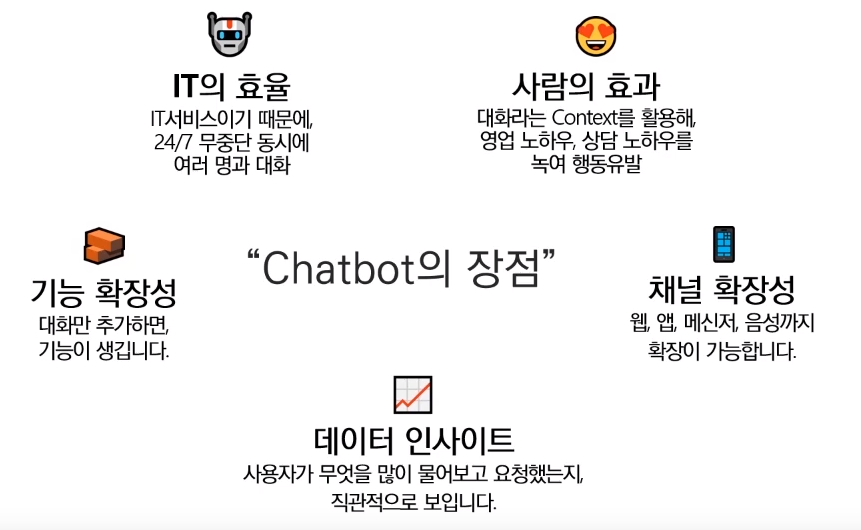 IT의 효율
IT서비스이기 때문에,
24/7 무중단 동시에
여러 명과 대화
사람의 효과
대화라는 Context를 활용해,
영업 노하우, 상담 노하우를
녹여 행동유발
“Chatbot의 장점”
기능 확장성
대화만 추가하면,
기능이 생깁니다.
채널 확장성
웹, 앱, 메신저, 음성까지
확장이 가능합니다.
데이터 인사이트
사용자가 무엇을 많이 물어보고 요청했는지,
직관적으로 보입니다.